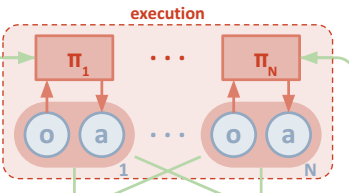 execution
π1 ··· πN
o a ··· o a
1 N